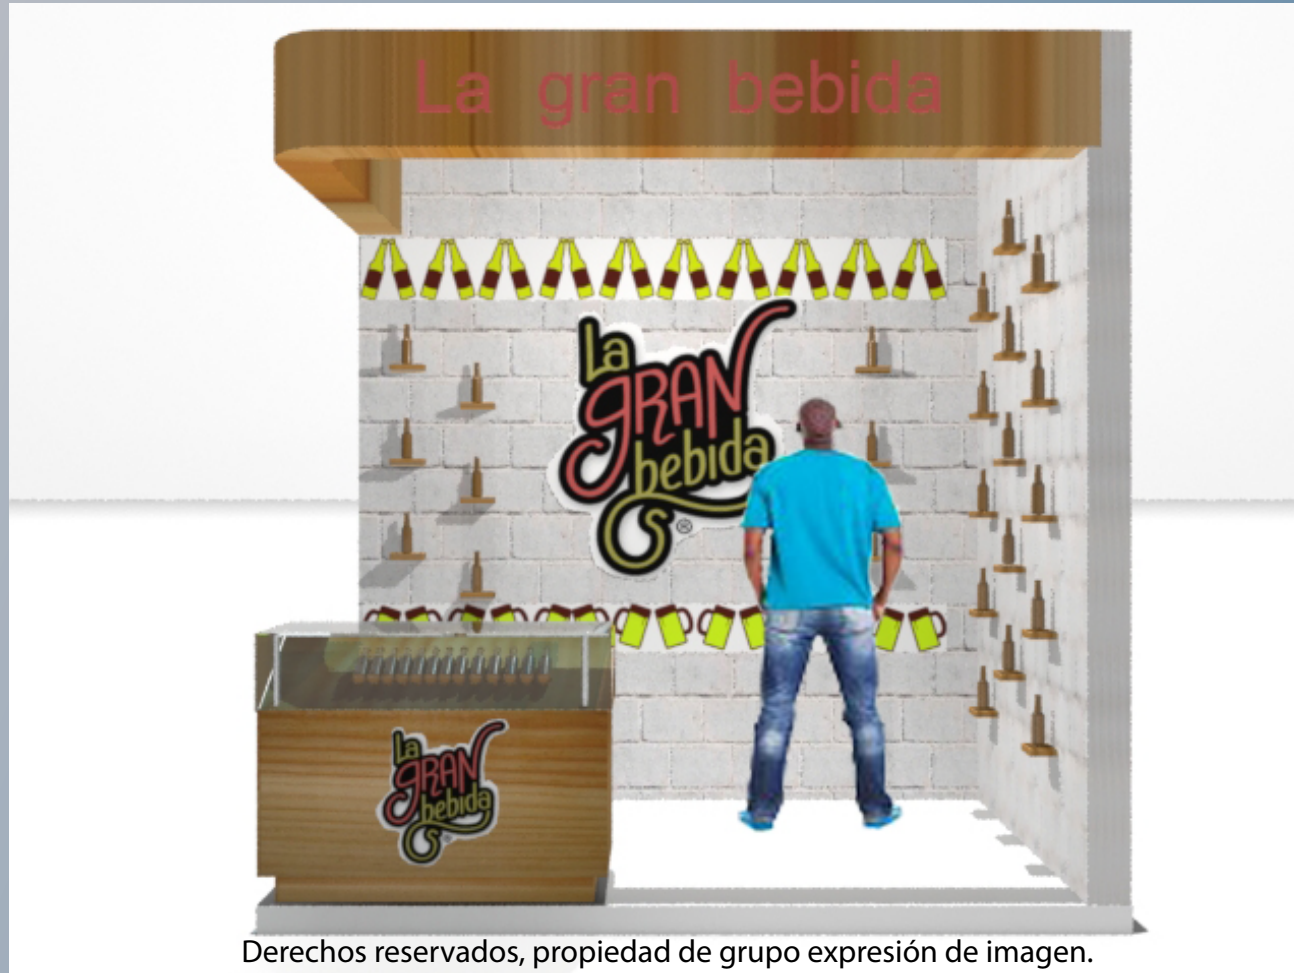 La gran bebida
La
GRAN
bebida
®
La
GRAN
bebida
®
Derechos reservados, propiedad de grupo expresión de imagen.